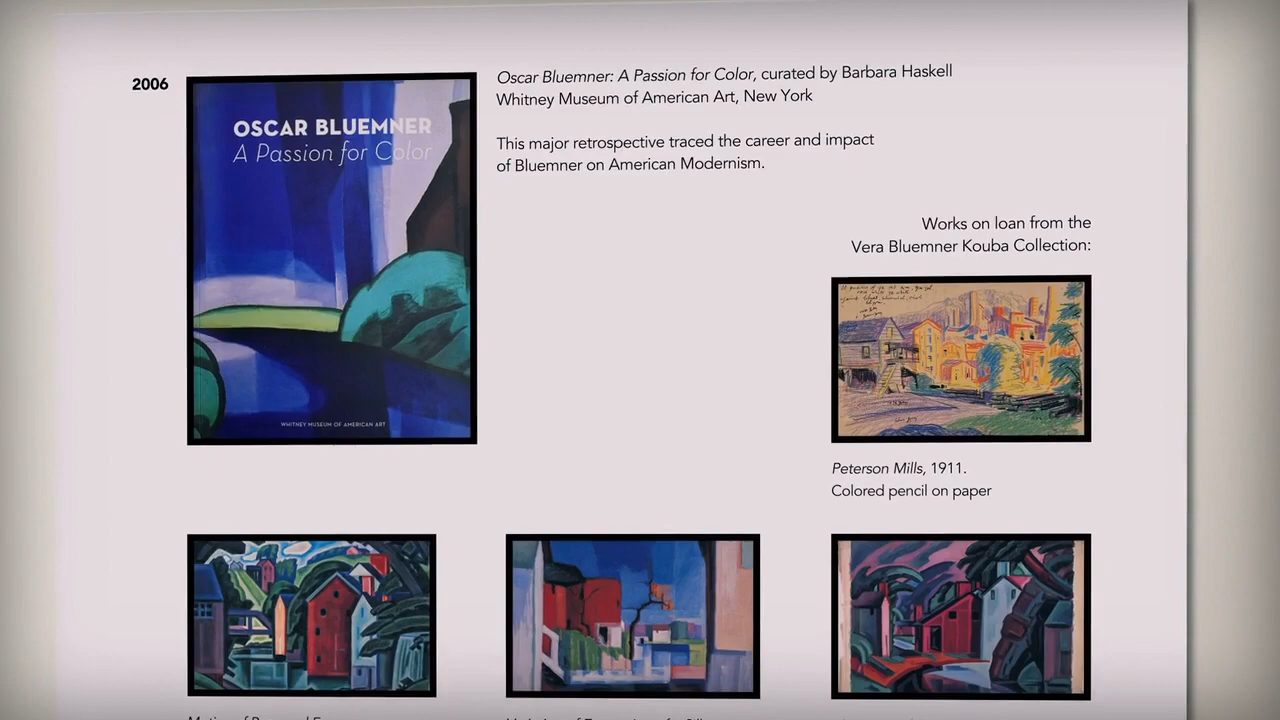 2006
OSCAR BLUEMNER
A Passion for Color
WHITNEY MUSEUM OF AMERICAN ART
Oscar Bluemner: A Passion for Color, curated by Barbara Haskell
Whitney Museum of American Art, New York
This major retrospective traced the career and impact
of Bluemner on American Modernism.
Works on loan from the
Vera Bluemner Kouba Collection:
Peterson Mills, 1911.
Colored pencil on paper